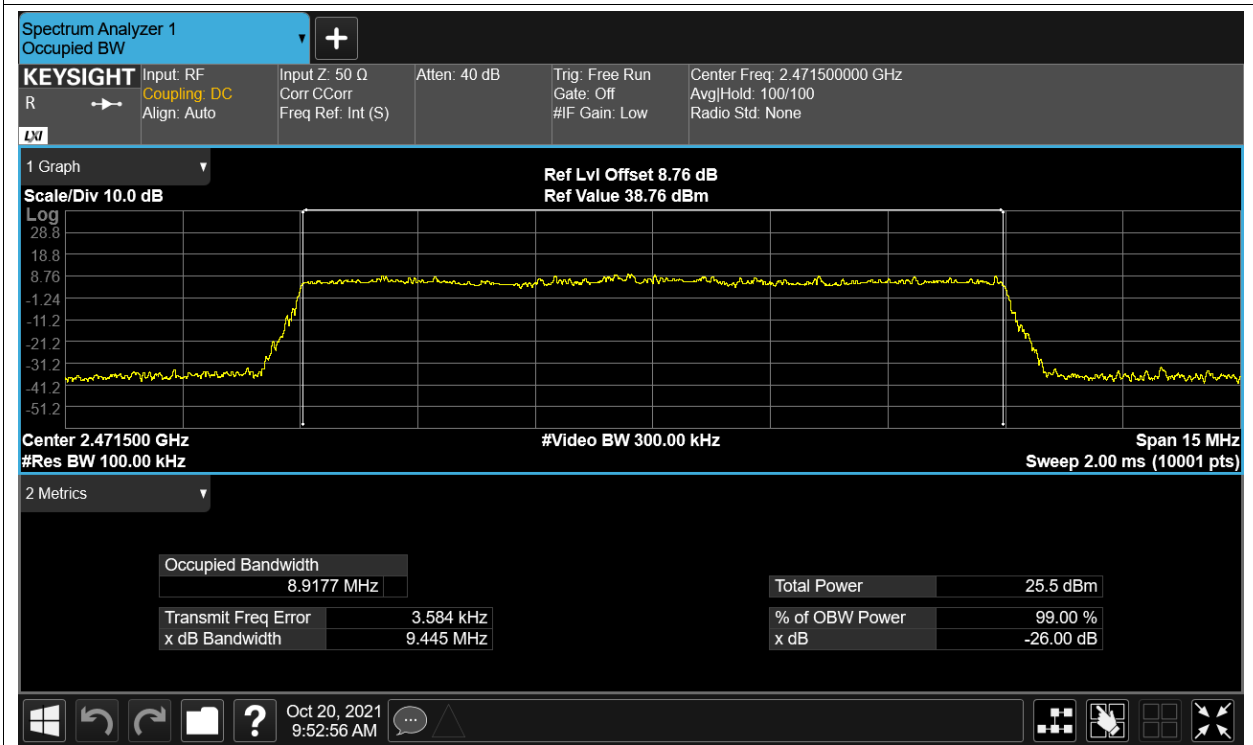 Spectrum Analyzer 1
Occupied BW
KEYSIGHT
R
LXI
Input: RF
Coupling: DC
Align: Auto
Input Z: 50 Ω
Corr CCorr
Freq Ref: Int (S)
Atten: 40 dB
Trig: Free Run
Gate: Off
#IF Gain: Low
Center Freq: 2.471500000 GHz
Avg|Hold: 100/100
Radio Std: None
1 Graph
Scale/Div 10.0 dB
Ref Lvl Offset 8.76 dB
Ref Value 38.76 dBm
Log
28.8
18.8
8.76
-1.24
-11.2
-21.2
-31.2
-41.2
-51.2
Center 2.471500 GHz
#Res BW 100.00 kHz
#Video BW 300.00 kHz
Span 15 MHz
Sweep 2.00 ms (10001 pts)
2 Metrics
Occupied Bandwidth
8.9177 MHz
Transmit Freq Error 3.584 kHz
x dB Bandwidth 9.445 MHz
Total Power 25.5 dBm
% of OBW Power 99.00 %
x dB -26.00 dB
Oct 20, 2021
9:52:56 AM